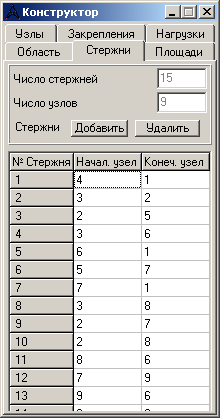 Конструктор
Узлы Закрепления Нагрузки
Область Стержни Площади
Число стержней 15
Число узлов 9
Стержни Добавить Удалить
№ Стержня Начал. узел Конеч. узел
1 4 1
2 3 2
3 2 5
4 3 6
5 6 1
6 5 7
7 7 1
8 3 8
9 2 7
10 2 8
11 8 6
12 7 9
13 9 6